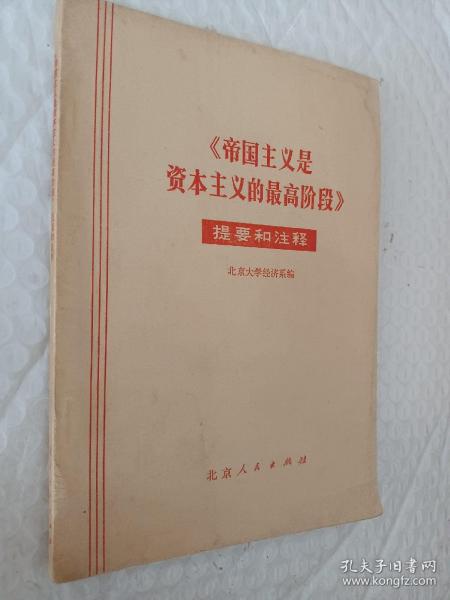 《帝国主义是
资本主义的最高阶段》
提要和注释
北京大学经济系编
北京人民出版社
孔夫子旧书网
www.kongfz.com